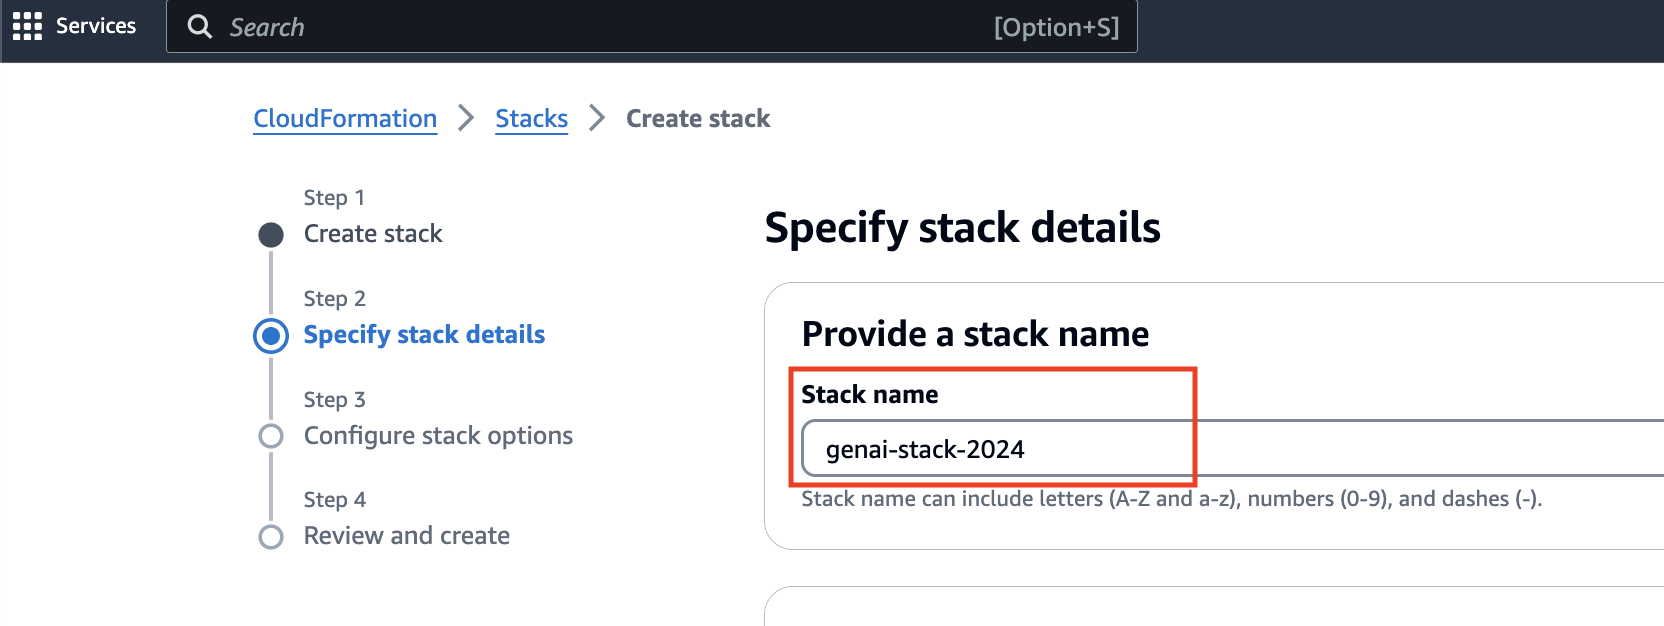 Services
Search [Option+S]
CloudFormation Stacks Create stack
Step 1
Create stack
Step 2
Specify stack details
Step 3
Configure stack options
Step 4
Review and create
Specify stack details
Provide a stack name
Stack name
genai-stack-2024
Stack name can include letters (A-Z and a-z), numbers (0-9), and dashes (-).